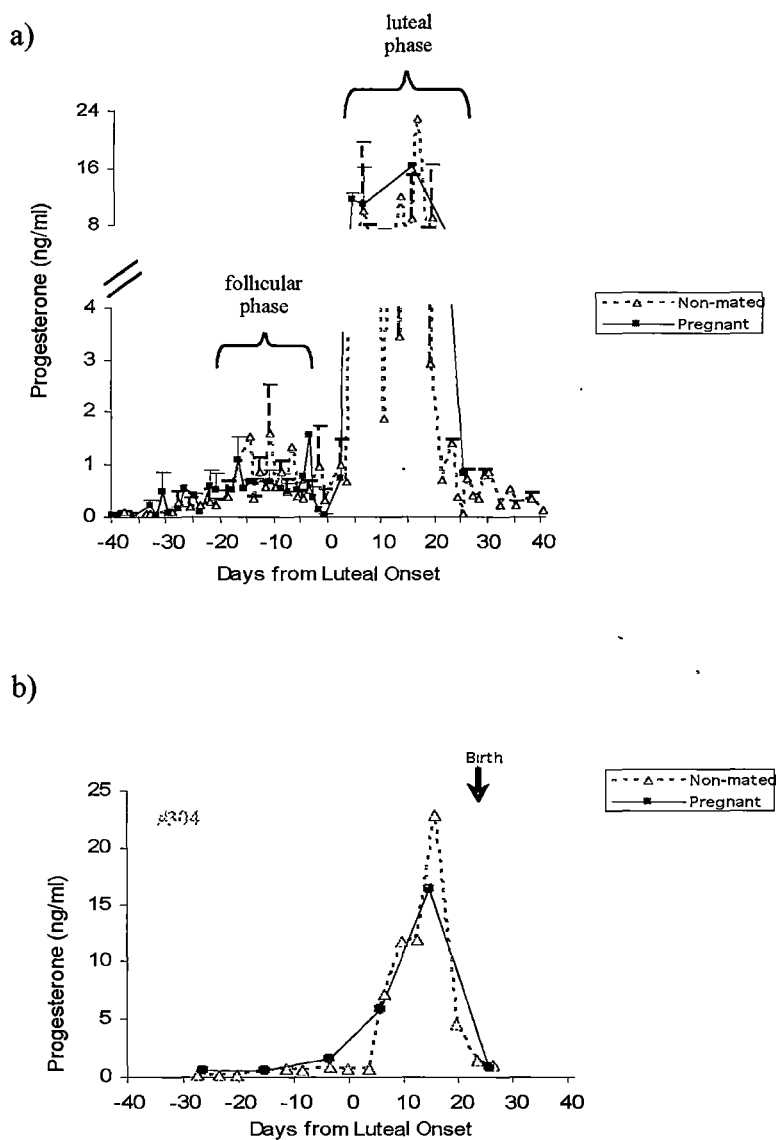 a)
luteal
phase
24
16
8
follicular
phase
4
3
2
1
0
Progesterone (ng/ml)
-40 -30 -20 -10 0 10 20 30 40
Days from Luteal Onset
Non-mated
Pregnant
b)
Birth
Non-mated
Pregnant
#304
25
20
15
10
5
0
Progesterone (ng/ml)
-40 -30 -20 -10 0 10 20 30 40
Days from Luteal Onset